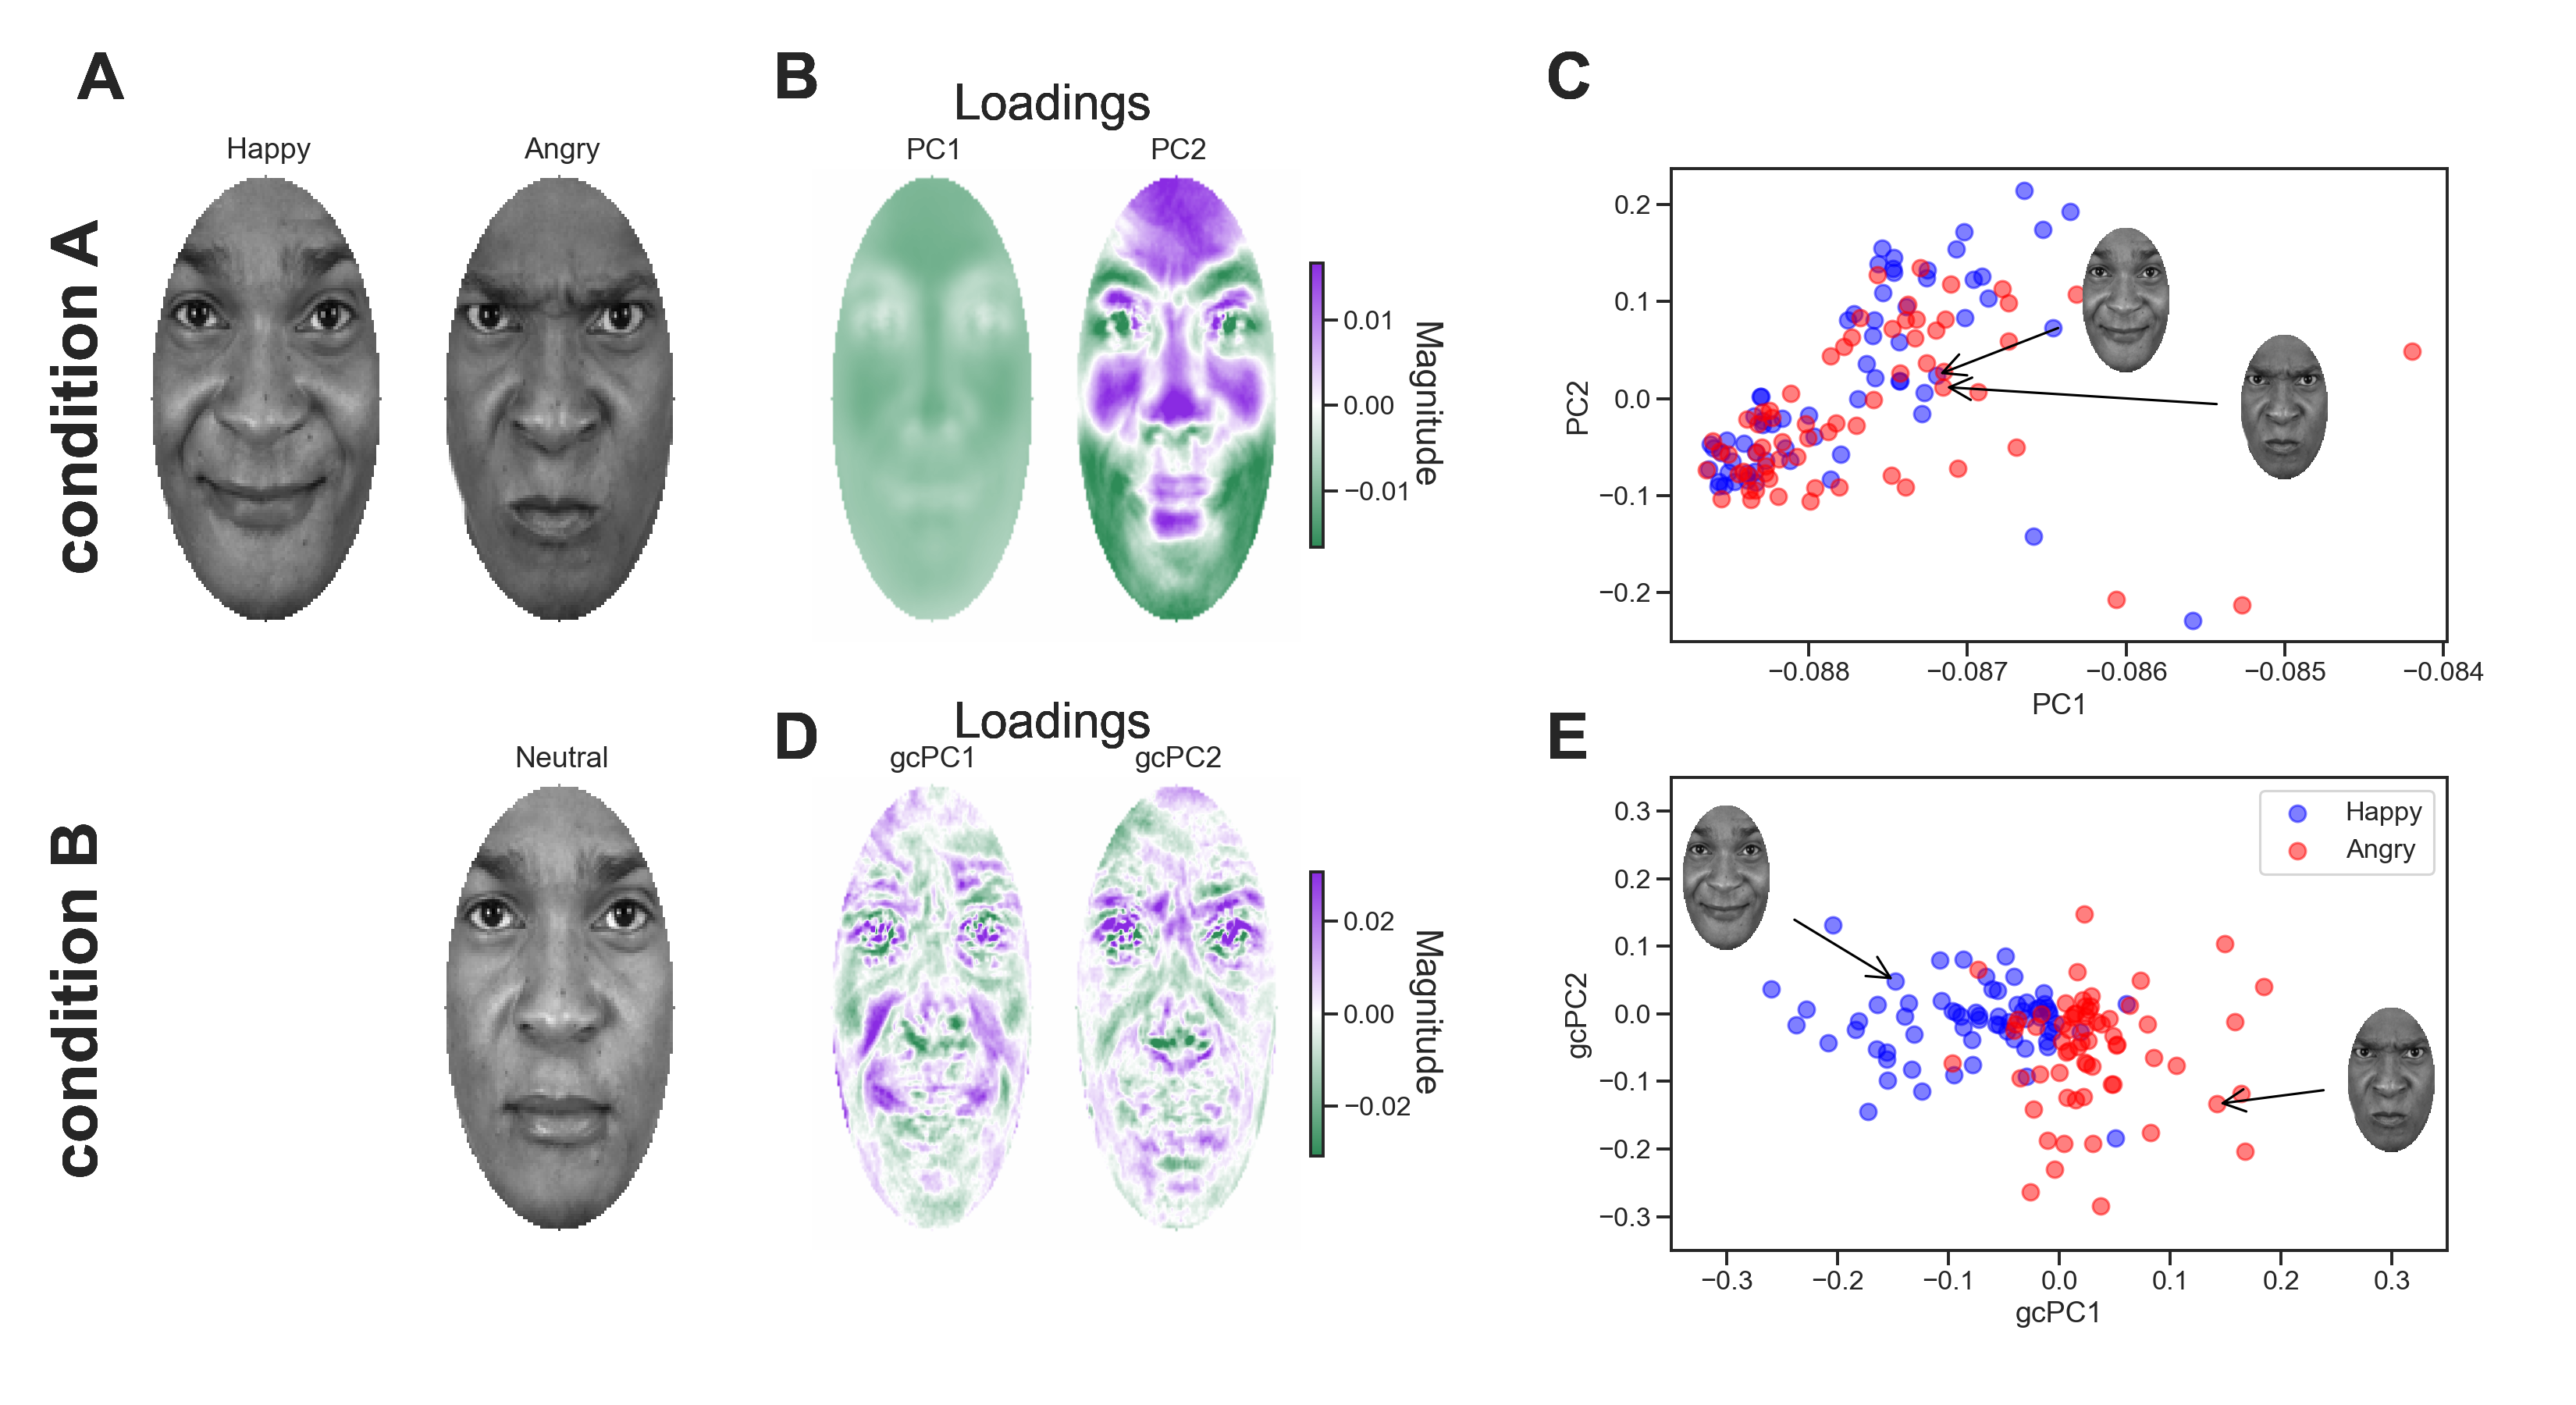 A
B
C
Loadings
Happy
Angry
PC1
PC2
condition A
0.01
0.00
−0.01
Magnitude
0.2
0.1
0.0
−0.1
−0.2
PC2
−0.088
−0.087
−0.086
−0.085
−0.084
PC1
D
E
Loadings
Neutral
gcPC1
gcPC2
condition B
0.02
0.00
−0.02
Magnitude
0.3
0.2
0.1
0.0
−0.1
−0.2
−0.3
gcPC2
Happy
Angry
−0.3
−0.2
−0.1
0.0
0.1
0.2
0.3
gcPC1